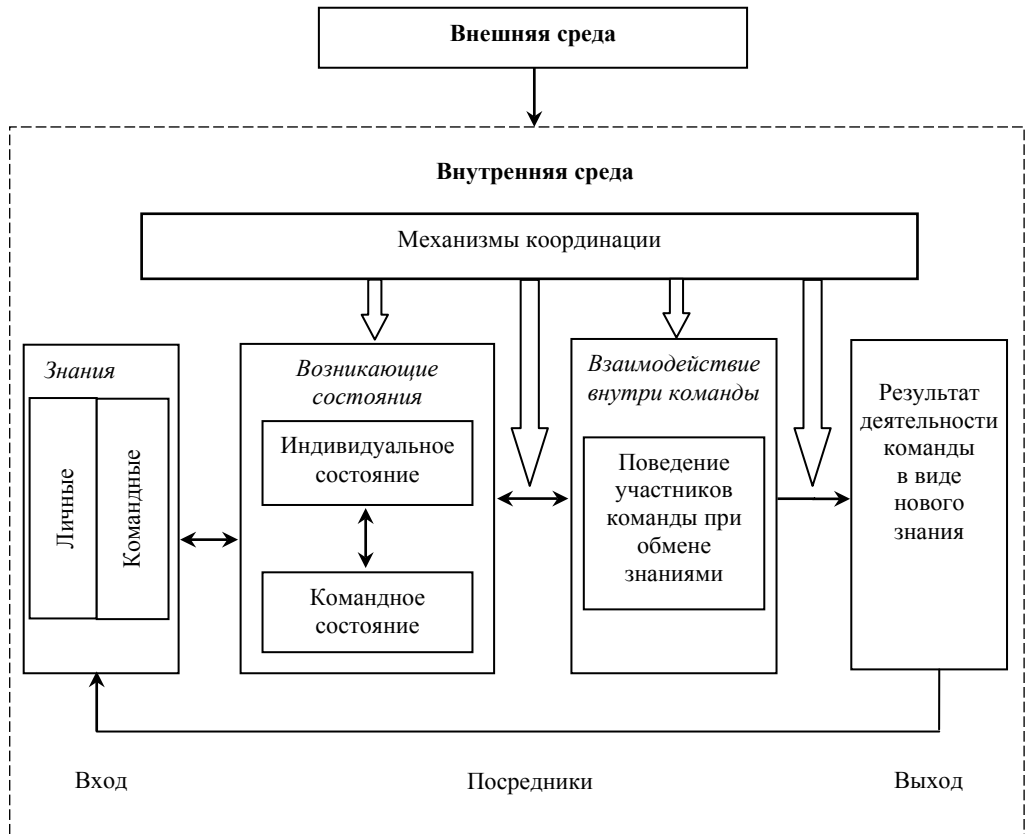 Внешняя среда
Внутренняя среда
Механизмы координации
Знания
Личные
Командные
Возникающие
состояния
Индивидуальное
состояние
Командное
состояние
Взаимодействие
внутри команды
Поведение
участников
команды при
обмене
знаниями
Результат
деятельности
команды
в виде
нового
знания
Вход
Посредники
Выход